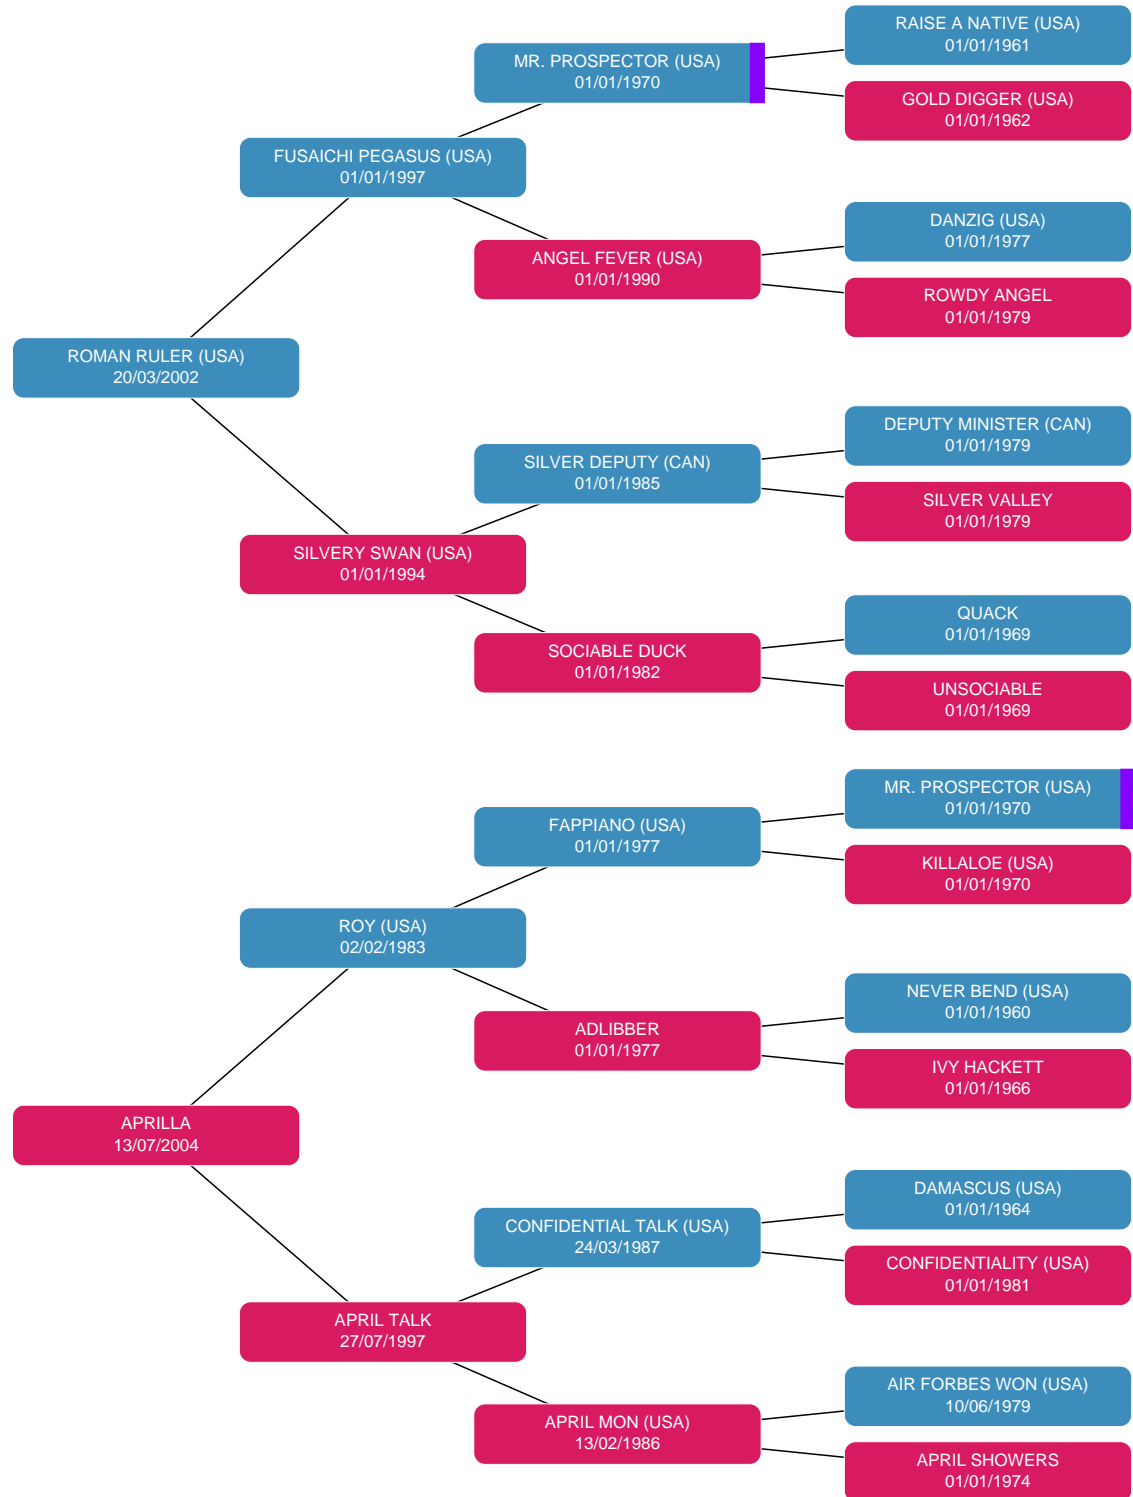 RAISE A NATIVE (USA)
01/01/1961
MR. PROSPECTOR (USA)
01/01/1970
GOLD DIGGER (USA)
01/01/1962
FUSAICHI PEGASUS (USA)
01/01/1997
DANZIG (USA)
01/01/1977
ANGEL FEVER (USA)
01/01/1990
ROWDY ANGEL
01/01/1979
ROMAN RULER (USA)
20/03/2002
DEPUTY MINISTER (CAN)
01/01/1979
SILVER DEPUTY (CAN)
01/01/1985
SILVER VALLEY
01/01/1979
SILVERY SWAN (USA)
01/01/1994
QUACK
01/01/1969
SOCIABLE DUCK
01/01/1982
UNSOCIABLE
01/01/1969
MR. PROSPECTOR (USA)
01/01/1970
FAPPIANO (USA)
01/01/1977
KILLALOE (USA)
01/01/1970
ROY (USA)
02/02/1983
NEVER BEND (USA)
01/01/1960
ADLIBBER
01/01/1977
IVY HACKETT
01/01/1966
APRILLA
13/07/2004
DAMASCUS (USA)
01/01/1964
CONFIDENTIAL TALK (USA)
24/03/1987
CONFIDENTIALITY (USA)
01/01/1981
APRIL TALK
27/07/1997
AIR FORBES WON (USA)
10/06/1979
APRIL MON (USA)
13/02/1986
APRIL SHOWERS
01/01/1974